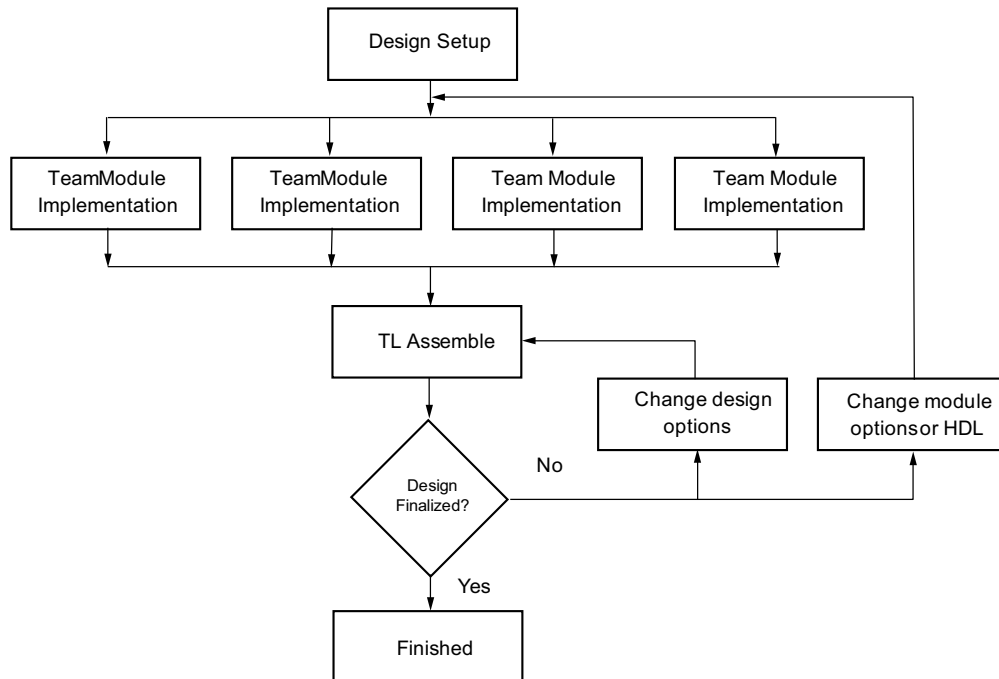 Design Setup
TeamModule
Implementation
TeamModule
Implementation
Team Module
Implementation
Team Module
Implementation
TL Assemble
Change design
options
Change module
optionsor HDL
No
Design
Finalized?
Yes
Finished